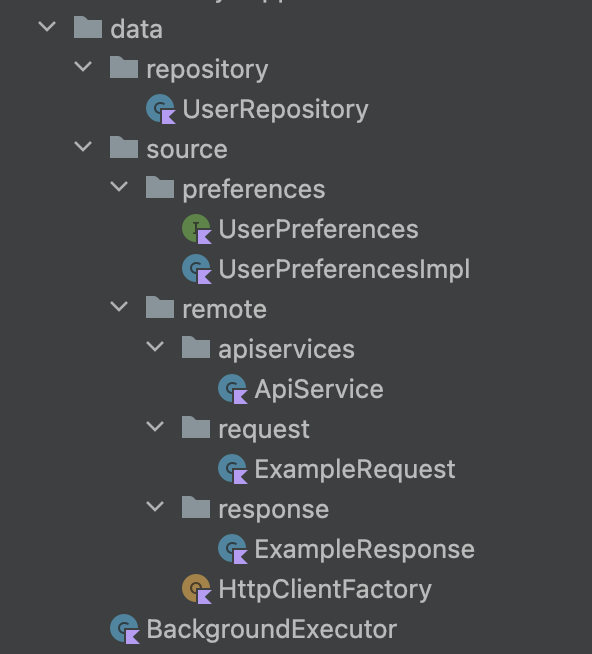 data
repository
UserRepository
source
preferences
UserPreferences
UserPreferencesImpl
remote
apiservices
ApiService
request
ExampleRequest
response
ExampleResponse
HttpClientFactory
BackgroundExecutor